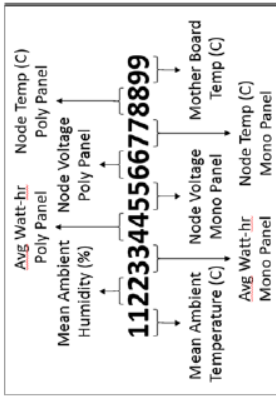 Mean Ambient
Humidity (%)
Avg Watt-hr
Poly Panel
Node Voltage
Poly Panel
Node Temp (C)
Poly Panel
112233445566778899
Mean Ambient
Temperature (C)
Avg Watt-hr
Mono Panel
Node Voltage
Mono Panel
Node Temp (C)
Mono Panel
Mother Board
Temp (C)